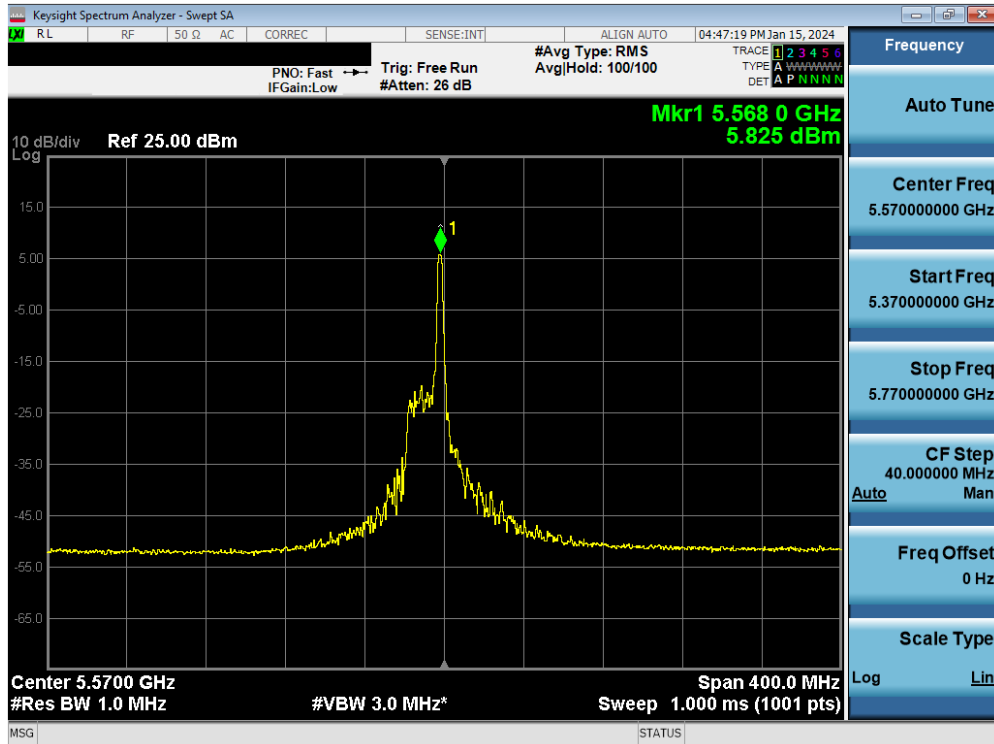 Keysight Spectrum Analyzer - Swept SA
LXI RL RF 50 Ω AC CORREC SENSE:INT ALIGN AUTO 04:47:19 PM Jan 15, 2024
PNO: Fast Trig: Free Run #Avg Type: RMS TRACE 1 2 3 4 5 6
IFGain:Low #Atten: 26 dB Avg|Hold: 100/100 TYPE A WWWWW
DET A P N N N N
Mkr1 5.568 0 GHz
5.825 dBm
10 dB/div Ref 25.00 dBm
Log
1
15.0
5.00
-5.00
-15.0
-25.0
-35.0
-45.0
-55.0
-65.0
Center 5.5700 GHz Span 400.0 MHz
#Res BW 1.0 MHz #VBW 3.0 MHz* Sweep 1.000 ms (1001 pts)
MSG STATUS
Frequency
Auto Tune
Center Freq
5.570000000 GHz
Start Freq
5.370000000 GHz
Stop Freq
5.770000000 GHz
CF Step
40.000000 MHz
Auto Man
Freq Offset
0 Hz
Scale Type
Log Lin